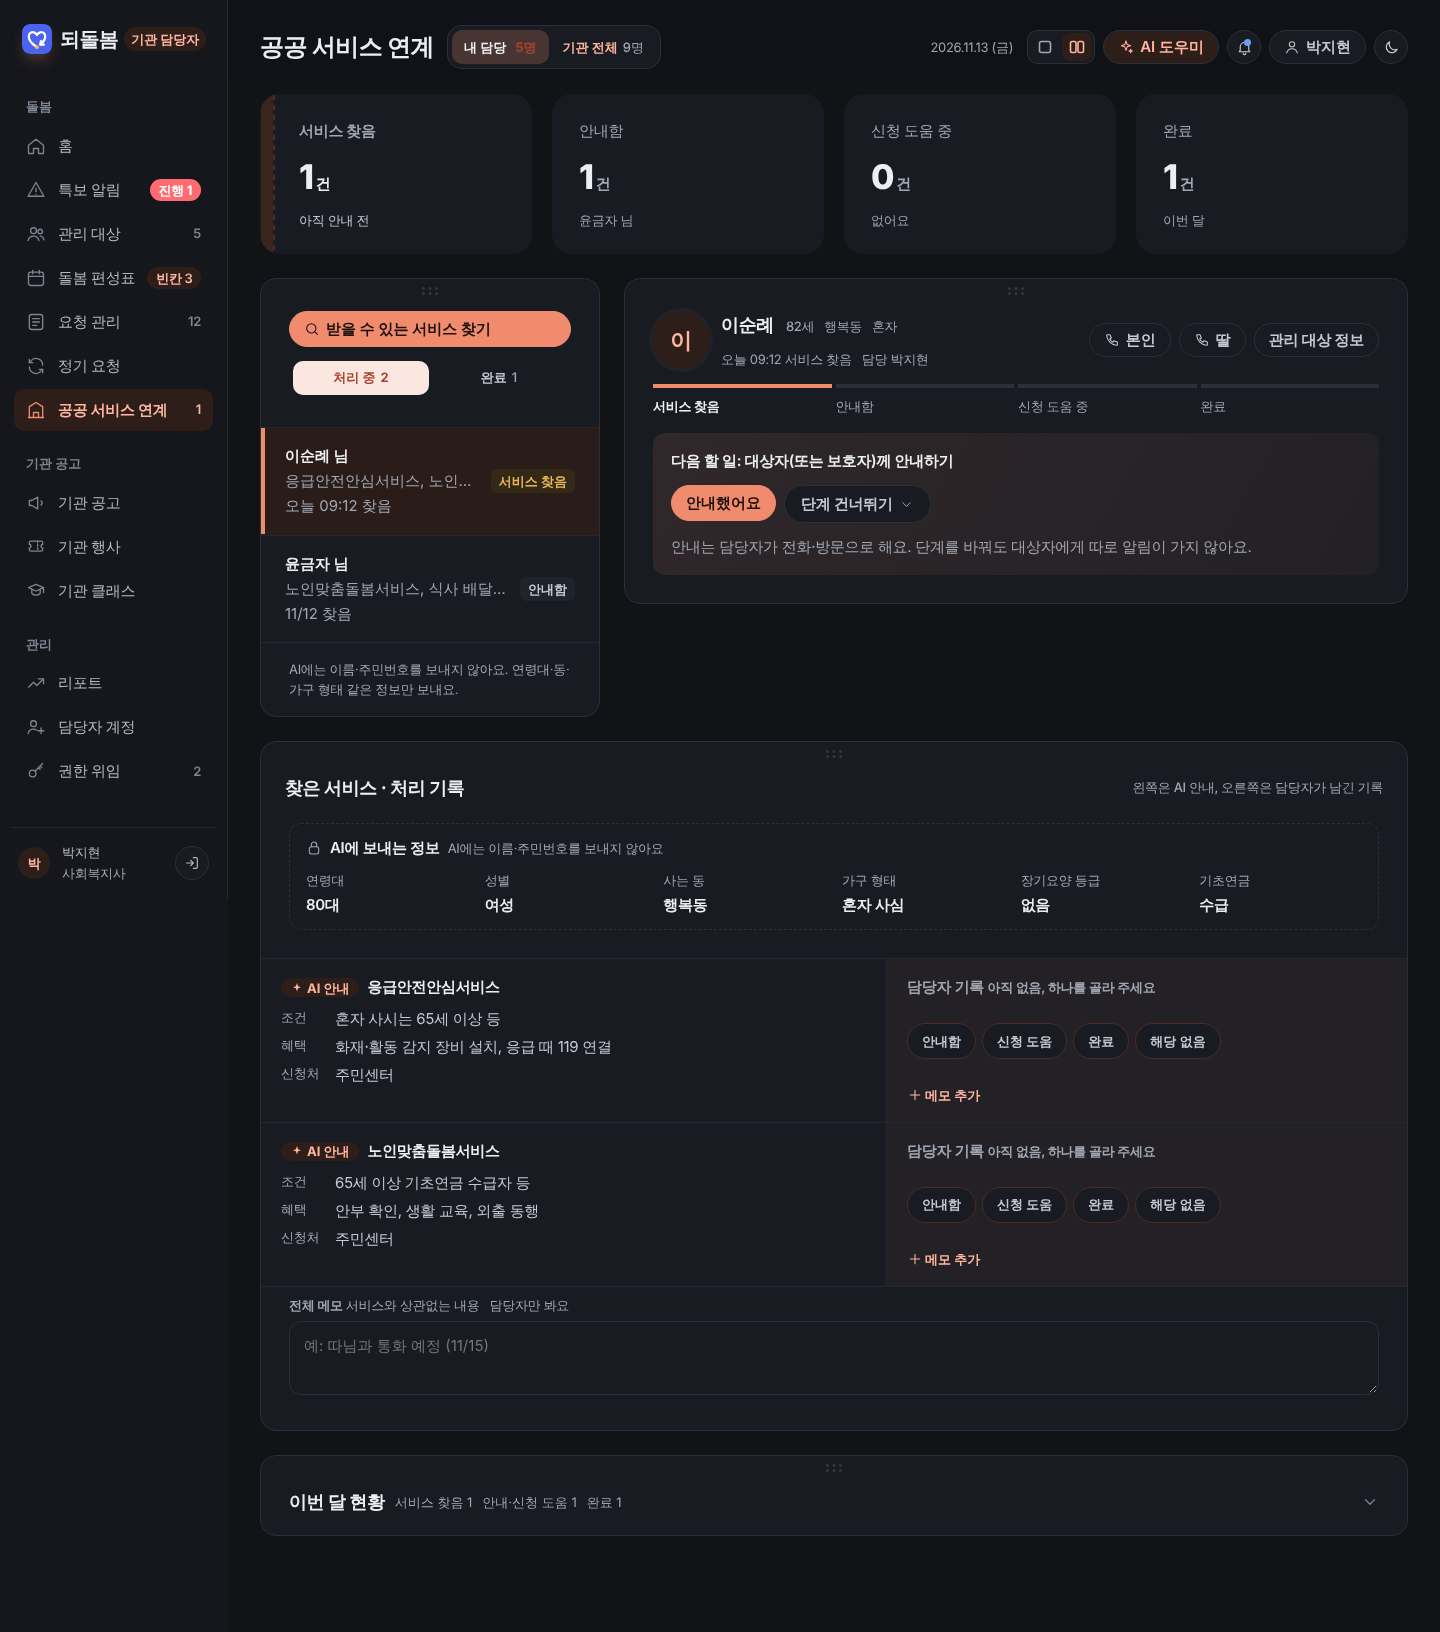 되돌봄 기관 담당자
돌봄
홈
특보 알림 진행 1
관리 대상 5
돌봄 편성표 빈칸 3
요청 관리 12
정기 요청
공공 서비스 연계 1
기관 공고
기관 공고
기관 행사
기관 클래스
관리
리포트
담당자 계정
권한 위임 2
박 박지현
사회복지사
공공 서비스 연계 내 담당 5명 기관 전체 9명 2026.11.13 (금) AI 도우미 박지현
서비스 찾음
1건
아직 안내 전
안내함
1건
윤금자 님
신청 도움 중
0건
없어요
완료
1건
이번 달
받을 수 있는 서비스 찾기
처리 중 2 완료 1
이순례 님
응급안전안심서비스, 노인... 서비스 찾음
오늘 09:12 찾음
윤금자 님
노인맞춤돌봄서비스, 식사 배달... 안내함
11/12 찾음
AI에는 이름·주민번호를 보내지 않아요. 연령대·동·
가구 형태 같은 정보만 보내요.
이 이순례 82세 행복동 혼자
오늘 09:12 서비스 찾음 담당 박지현
본인 딸 관리 대상 정보
서비스 찾음 안내함 신청 도움 중 완료
다음 할 일: 대상자(또는 보호자)께 안내하기
안내했어요 단계 건너뛰기
안내는 담당자가 전화·방문으로 해요. 단계를 바꿔도 대상자에게 따로 알림이 가지 않아요.
찾은 서비스 · 처리 기록 왼쪽은 AI 안내, 오른쪽은 담당자가 남긴 기록
AI에 보내는 정보 AI에는 이름·주민번호를 보내지 않아요
연령대 성별 사는 동 가구 형태 장기요양 등급 기초연금
80대 여성 행복동 혼자 사심 없음 수급
AI 안내 응급안전안심서비스
조건 혼자 사시는 65세 이상 등
혜택 화재·활동 감지 장비 설치, 응급 때 119 연결
신청처 주민센터
담당자 기록 아직 없음, 하나를 골라 주세요
안내함 신청 도움 완료 해당 없음
메모 추가
AI 안내 노인맞춤돌봄서비스
조건 65세 이상 기초연금 수급자 등
혜택 안부 확인, 생활 교육, 외출 동행
신청처 주민센터
담당자 기록 아직 없음, 하나를 골라 주세요
안내함 신청 도움 완료 해당 없음
메모 추가
전체 메모 서비스와 상관없는 내용 담당자만 봐요
예: 따님과 통화 예정 (11/15)
이번 달 현황 서비스 찾음 1 안내·신청 도움 1 완료 1